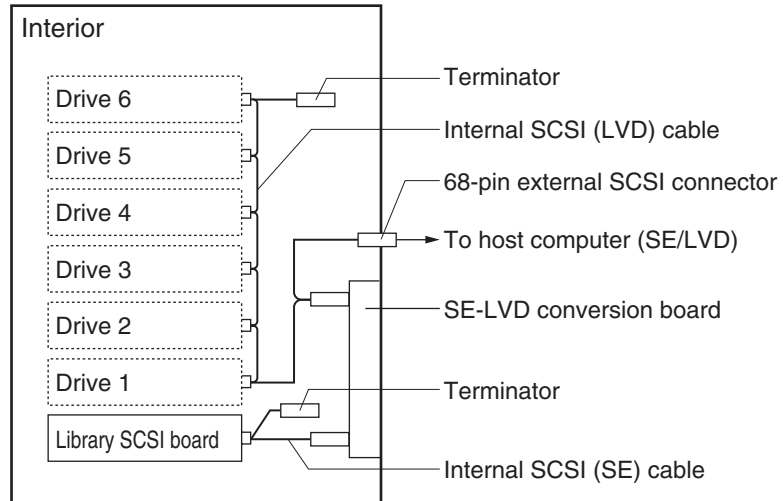 Interior
Drive 6
Drive 5
Drive 4
Drive 3
Drive 2
Drive 1
Library SCSI board
Terminator
Internal SCSI (LVD) cable
68-pin external SCSI connector
To host computer (SE/LVD)
SE-LVD conversion board
Terminator
Internal SCSI (SE) cable